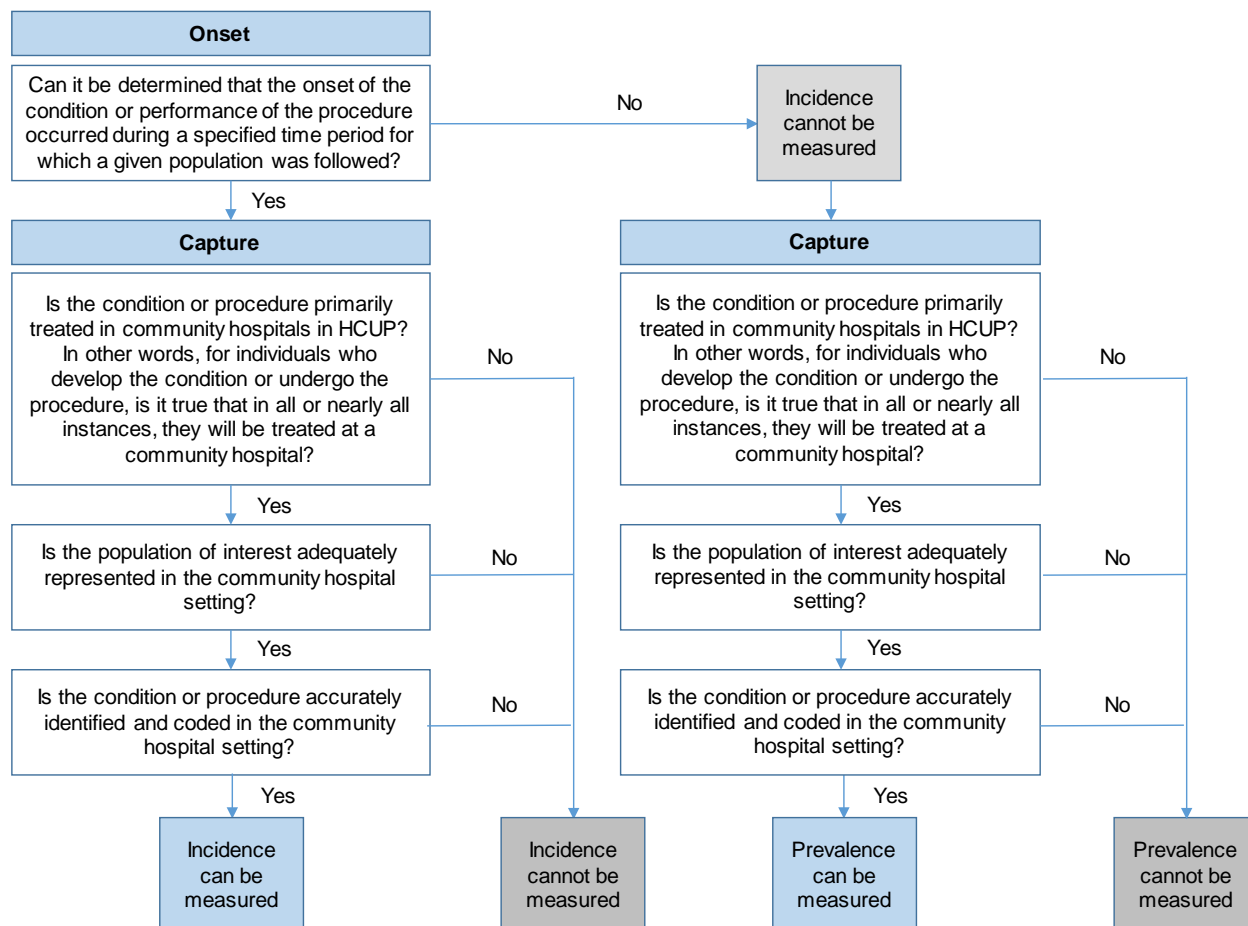 Onset
Can it be determined that the onset of the
condition or performance of the procedure
occurred during a specified time period for
which a given population was followed?
No
Incidence
cannot be
measured
Yes
Capture
Is the condition or procedure primarily
treated in community hospitals in HCUP?
In other words, for individuals who
develop the condition or undergo the
procedure, is it true that in all or nearly all
instances, they will be treated at a
community hospital?
No
Yes
Is the population of interest adequately
represented in the community hospital
setting?
No
Yes
Is the condition or procedure accurately
identified and coded in the community
hospital setting?
No
Yes
Incidence
can be
measured
Incidence
cannot be
measured
Capture
Is the condition or procedure primarily
treated in community hospitals in HCUP?
In other words, for individuals who
develop the condition or undergo the
procedure, is it true that in all or nearly all
instances, they will be treated at a
community hospital?
No
Yes
Is the population of interest adequately
represented in the community hospital
setting?
No
Yes
Is the condition or procedure accurately
identified and coded in the community
hospital setting?
No
Yes
Prevalence
can be
measured
Prevalence
cannot be
measured